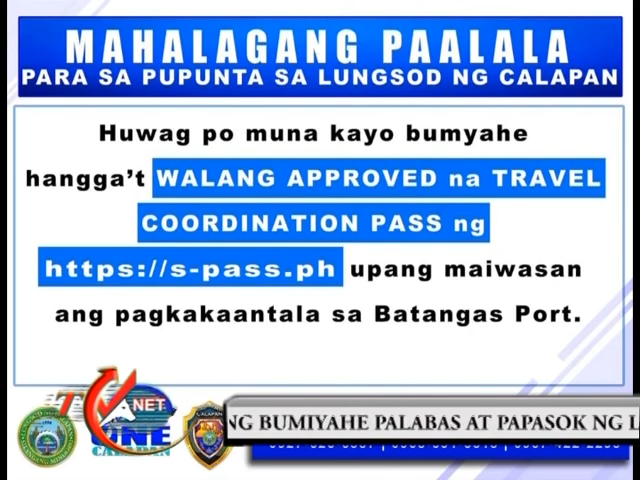 MAHALAGANG PAALALA
PARA SA PUPUNTA SA LUNGSOD NG CALAPAN
Huwag po muna kayo bumyahe
hangga't WALANG APPROVED na TRAVEL
COORDINATION PASS ng
https://s-pass.ph upang maiwasan
ang pagkakaantala sa Batangas Port.
NET
ONE
CALAPAN
NG BUMIYAHE PALABAS AT PAPASOK NG